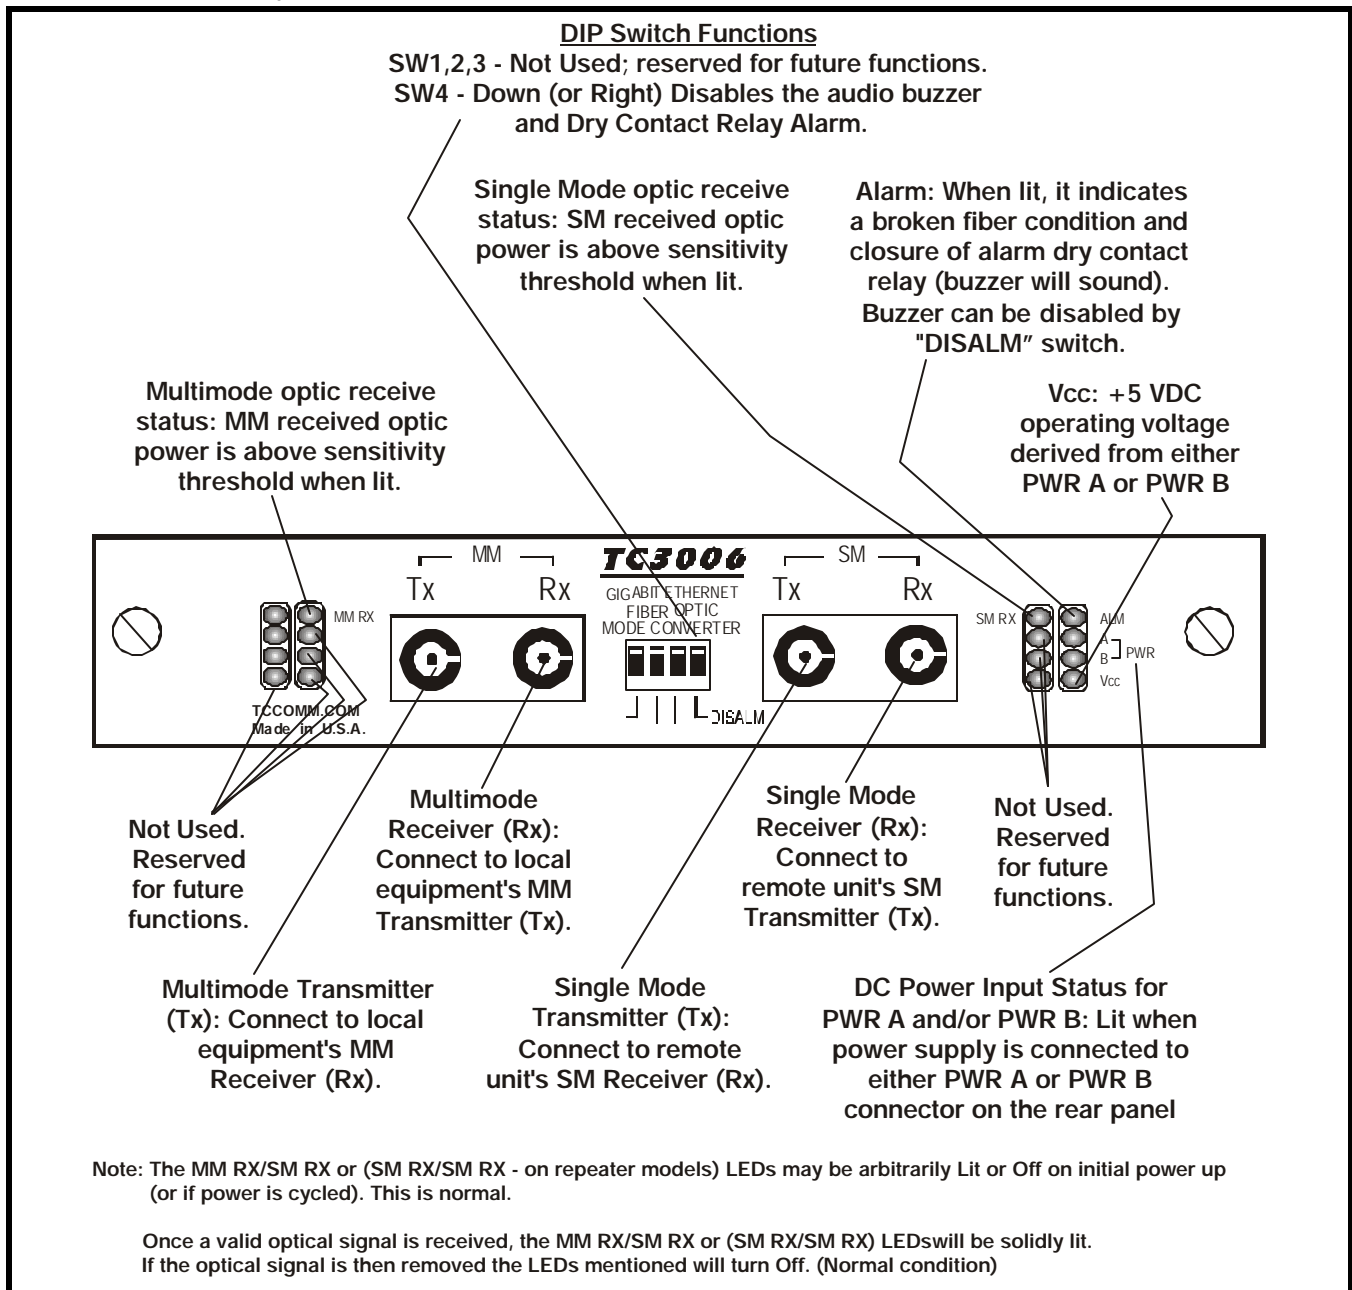 DIP Switch Functions
SW1,2,3 - Not Used; reserved for future functions.
SW4 - Down (or Right) Disables the audio buzzer
and Dry Contact Relay Alarm.
Single Mode optic receive
status: SM received optic
power is above sensitivity
threshold when lit.
Alarm: When lit, it indicates
a broken fiber condition and
closure of alarm dry contact
relay (buzzer will sound).
Buzzer can be disabled by
"DISALM” switch.
Multimode optic receive
status: MM received optic
power is above sensitivity
threshold when lit.
Vcc: +5 VDC
operating voltage
derived from either
PWR A or PWR B
MM
Tx Rx
TC3006
GIGABIT ETHERNET
FIBER OPTIC
MODE CONVERTER
SM
Tx Rx
MM RX
SM RX
ALM
A
B
PWR
Vcc
DISALM
TCCOMM.COM
Made in U.S.A.
Not Used.
Reserved
for future
functions.
Multimode
Receiver (Rx):
Connect to local
equipment's MM
Transmitter (Tx).
Single Mode
Receiver (Rx):
Connect to
remote unit's SM
Transmitter (Tx).
Not Used.
Reserved
for future
functions.
Multimode Transmitter
(Tx): Connect to local
equipment's MM
Receiver (Rx).
Single Mode
Transmitter (Tx):
Connect to remote
unit's SM Receiver (Rx).
DC Power Input Status for
PWR A and/or PWR B: Lit when
power supply is connected to
either PWR A or PWR B
connector on the rear panel
Note: The MM RX/SM RX or (SM RX/SM RX - on repeater models) LEDs may be arbitrarily Lit or Off on initial power up
(or if power is cycled). This is normal.
Once a valid optical signal is received, the MM RX/SM RX or (SM RX/SM RX) LEDswill be solidly lit.
If the optical signal is then removed the LEDs mentioned will turn Off. (Normal condition)